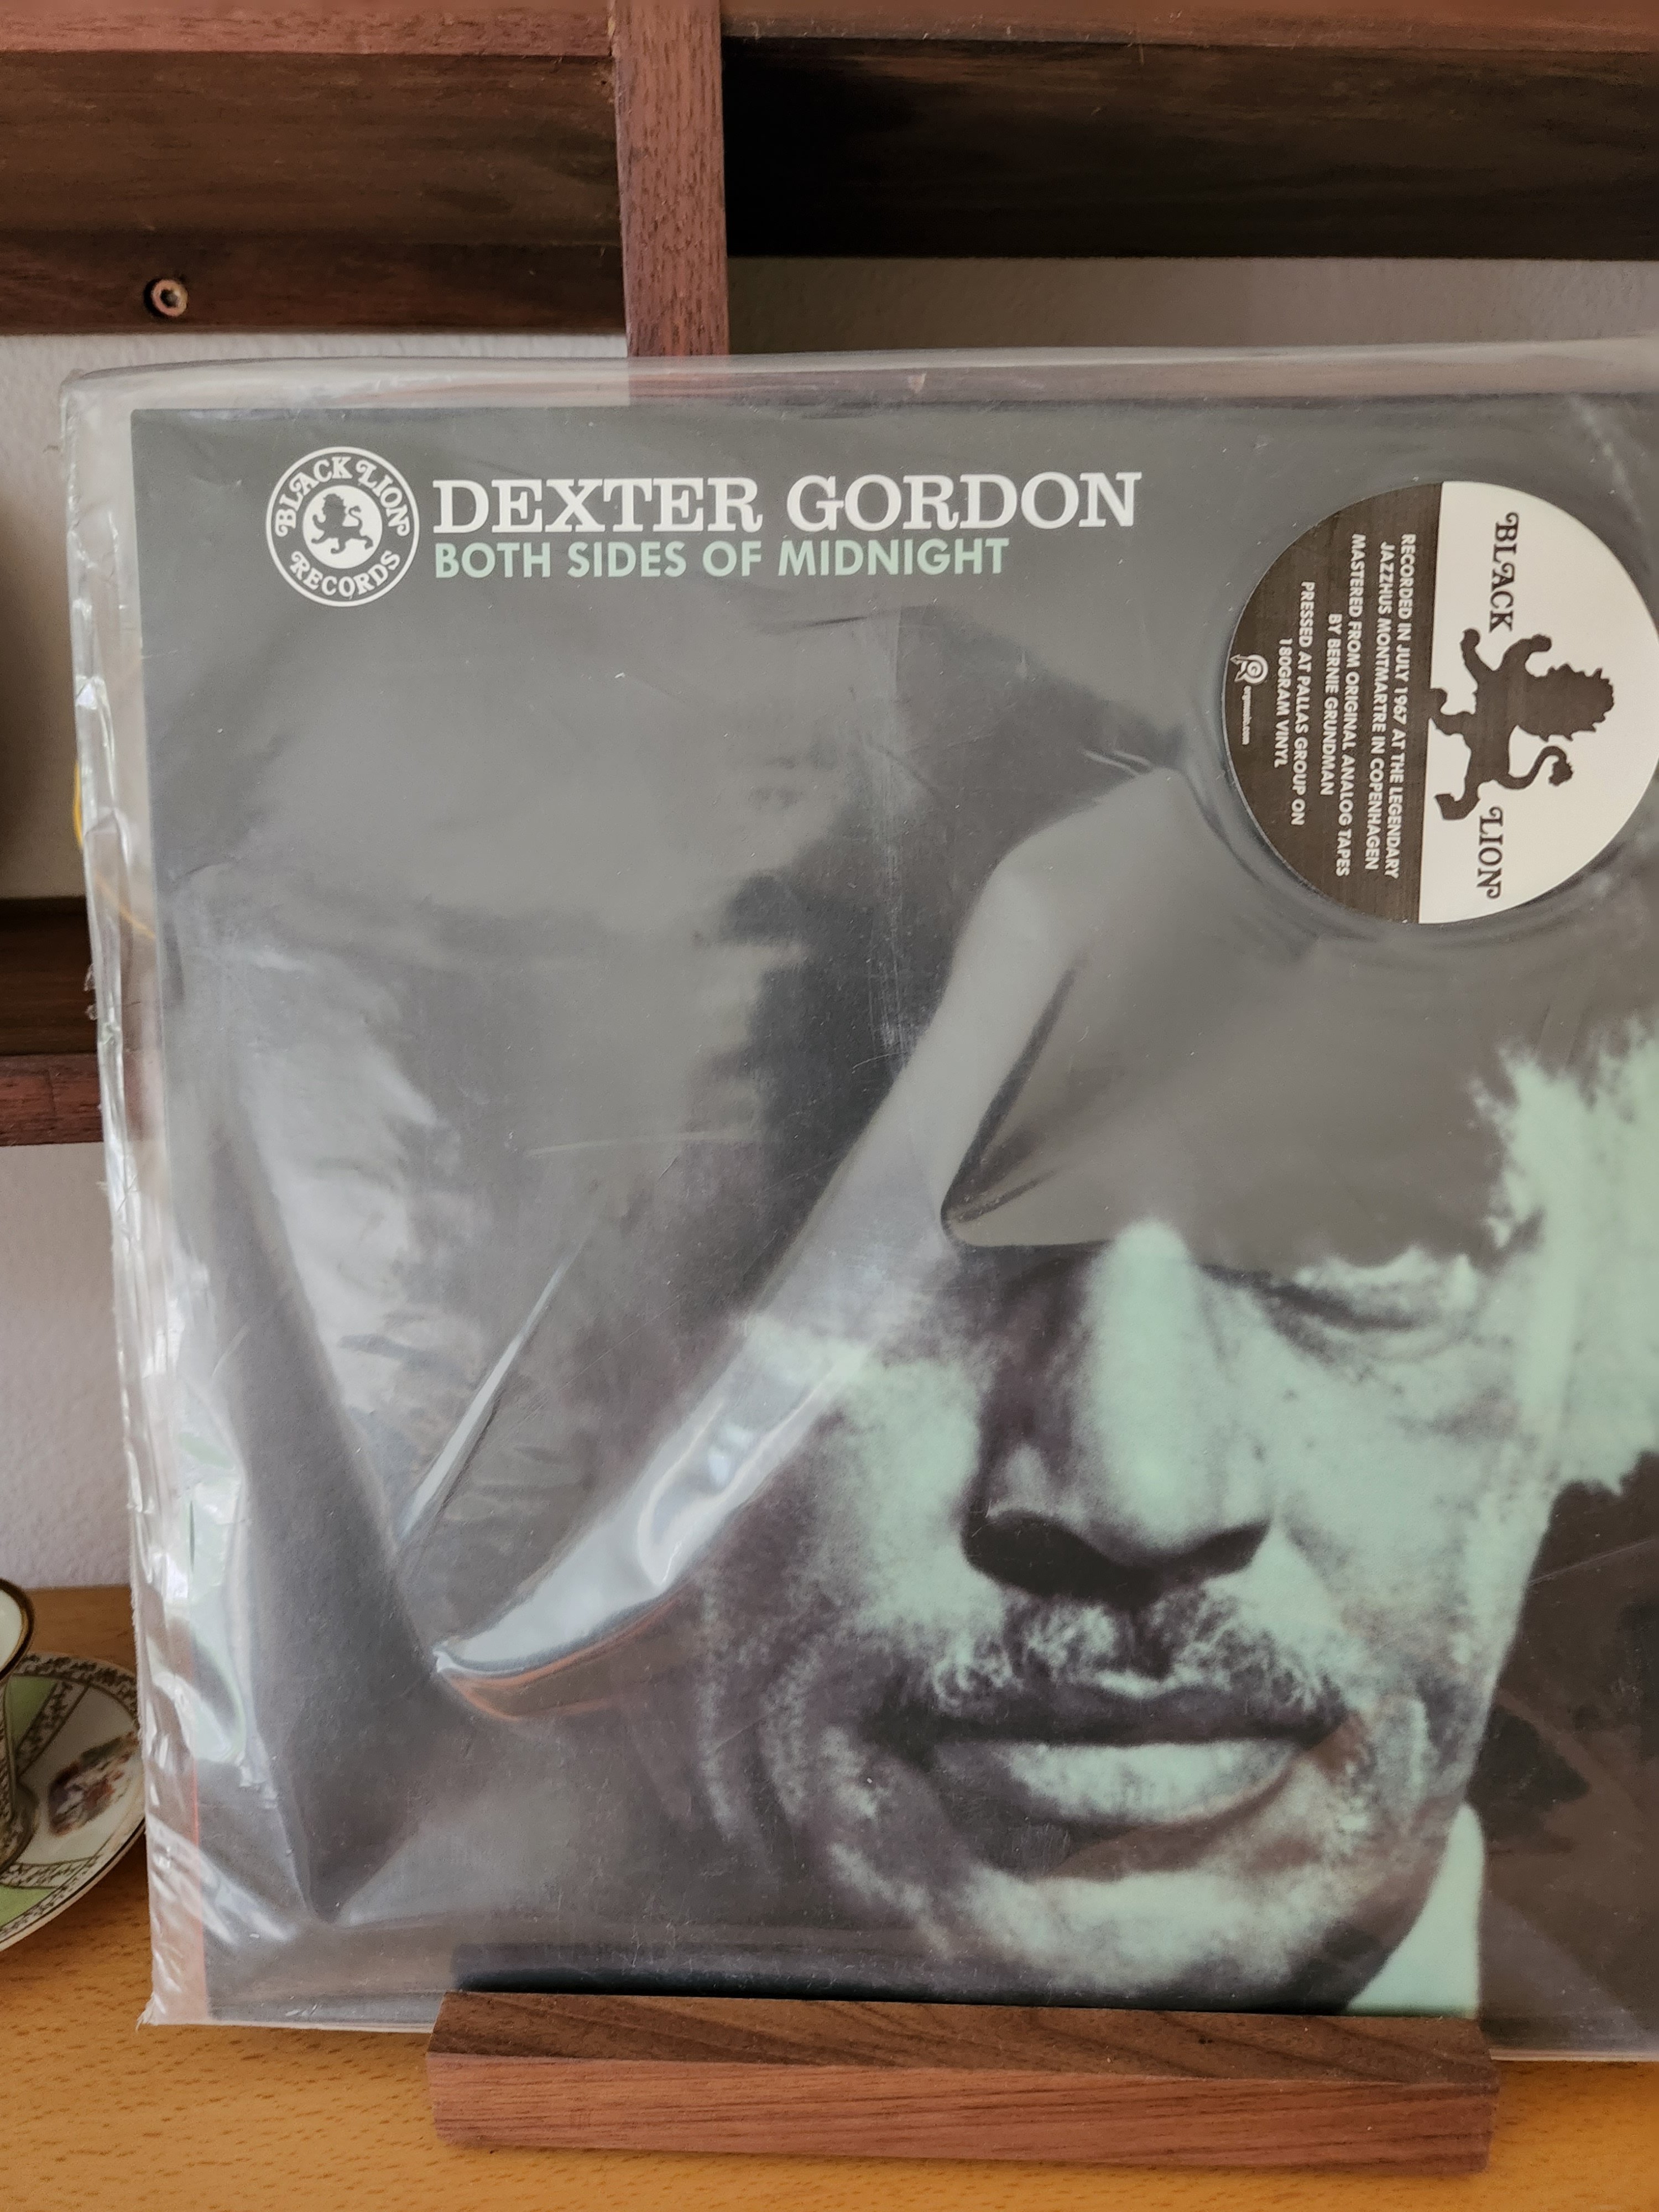 BLACK LION
RECORDS
DEXTER GORDON
BOTH SIDES OF MIDNIGHT
BLACK LION
RECORDED IN JULY 1967 AT THE LEGENDARY
JAZZHUS MONTMARTRE IN COPENHAGEN
MASTERED FROM ORIGINAL ANALOG TAPES
BY BERNIE GRUNDMAN
PRESSED AT PALLAS GROUP ON
180GRAM VINYL